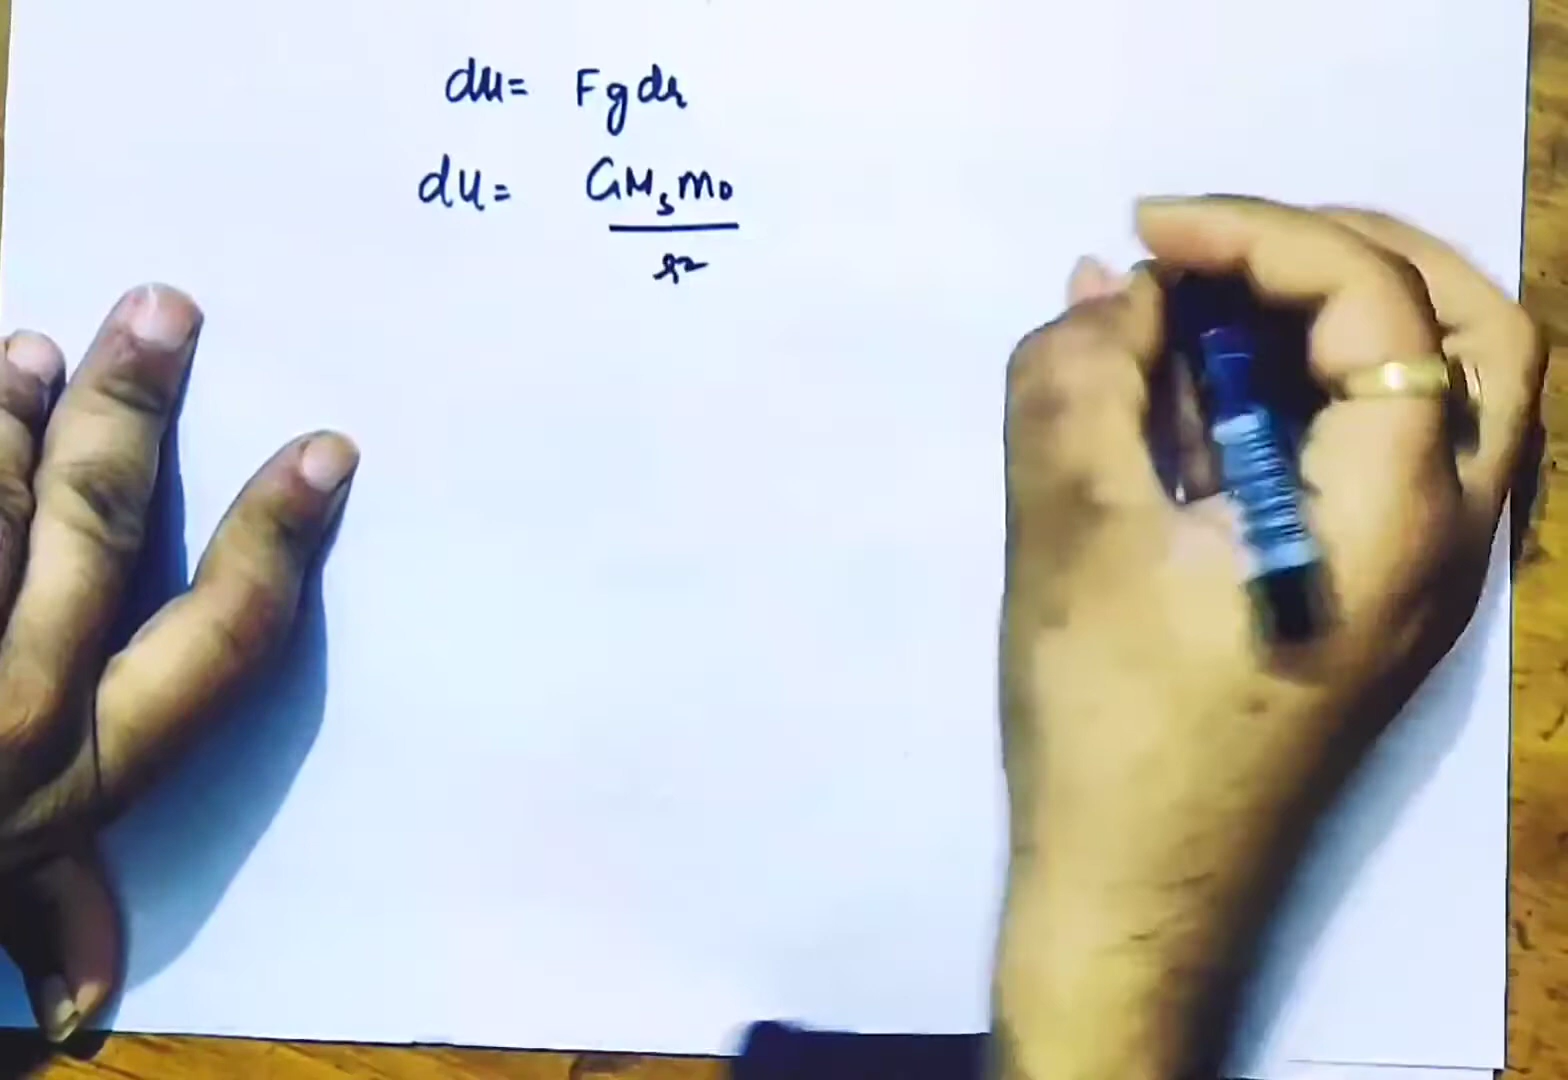 du = Fg dr
du = GMsmo
r²